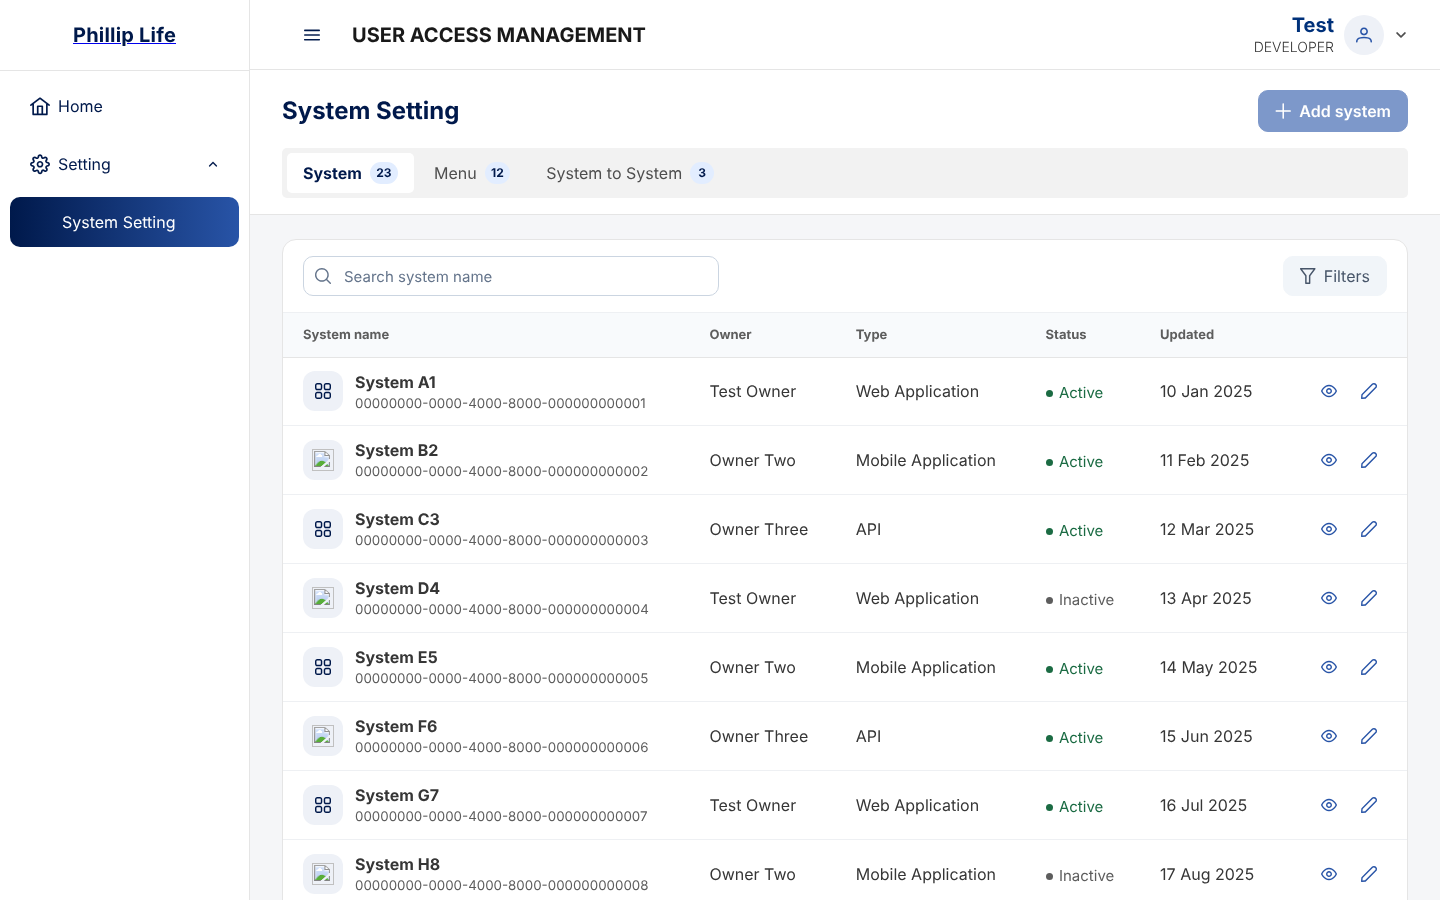 Phillip Life
USER ACCESS MANAGEMENT
Test
DEVELOPER
Home
Setting
System Setting
System Setting
Add system
System 23 Menu 12 System to System 3
Search system name
Filters
System name Owner Type Status Updated
System A1
00000000-0000-4000-8000-000000000001
Test Owner Web Application Active 10 Jan 2025
System B2
00000000-0000-4000-8000-000000000002
Owner Two Mobile Application Active 11 Feb 2025
System C3
00000000-0000-4000-8000-000000000003
Owner Three API Active 12 Mar 2025
System D4
00000000-0000-4000-8000-000000000004
Test Owner Web Application Inactive 13 Apr 2025
System E5
00000000-0000-4000-8000-000000000005
Owner Two Mobile Application Active 14 May 2025
System F6
00000000-0000-4000-8000-000000000006
Owner Three API Active 15 Jun 2025
System G7
00000000-0000-4000-8000-000000000007
Test Owner Web Application Active 16 Jul 2025
System H8
00000000-0000-4000-8000-000000000008
Owner Two Mobile Application Inactive 17 Aug 2025